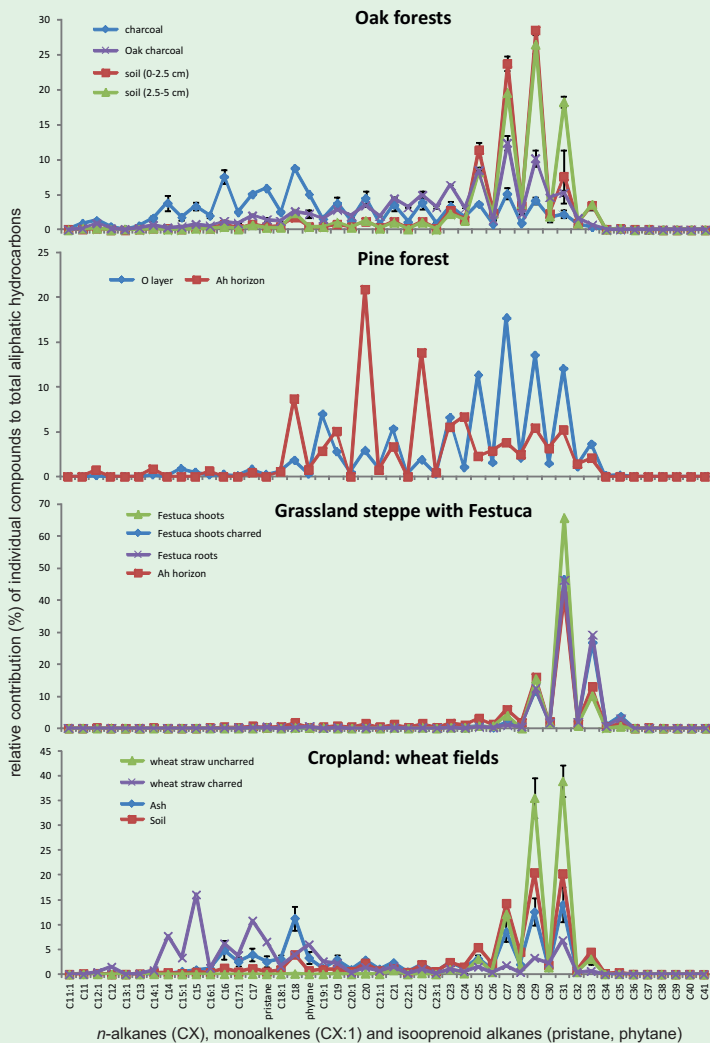 Oak forests
charcoal
Oak charcoal
soil (0-2.5 cm)
soil (2.5-5 cm)
30
25
20
15
10
5
0
Pine forest
O layer
Ah horizon
25
20
15
10
5
0
Grassland steppe with Festuca
Festuca shoots
Festuca shoots charred
Festuca roots
Ah horizon
70
60
50
40
30
20
10
0
Cropland: wheat fields
wheat straw uncharred
wheat straw charred
Ash
Soil
45
40
35
30
25
20
15
10
5
0
relative contribution (%) of individual compounds to total aliphatic hydrocarbons
C11:1
C11
C12:1
C12
C13:1
C13
C14:1
C14
C15:1
C15
C16:1
C16
C17:1
C17
pristane
C18:1
C18
phytane
C19:1
C19
C20:1
C20
C21:1
C21
C22:1
C22
C23:1
C23
C24
C25
C26
C27
C28
C29
C30
C31
C32
C33
C34
C35
C36
C37
C38
C39
C40
C41
n-alkanes (CX), monoalkenes (CX:1) and isooprenoid alkanes (pristane, phytane)